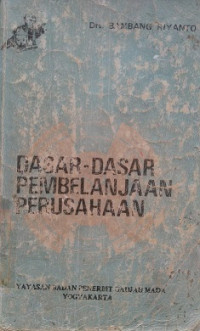 Drs. BAMBANG RIYANTO
DASAR-DASAR
PEMBELANJAAN
PERUSAHAAN
YAYASAN BADAN PENERBIT GADJAH MADA
YOGYAKARTA